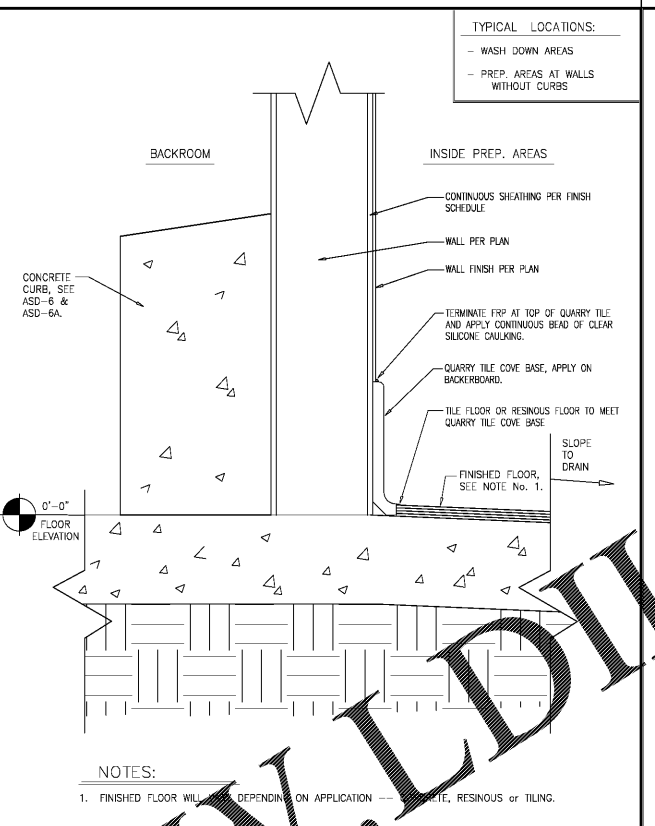 TYPICAL LOCATIONS:
- WASH DOWN AREAS
- PREP. AREAS AT WALLS
WITHOUT CURBS
BACKROOM
INSIDE PREP. AREAS
CONTINUOUS SHEATHING PER FINISH
SCHEDULE
WALL PER PLAN
WALL FINISH PER PLAN
CONCRETE
CURB, SEE
ASD-6 &
ASD-6A.
TERMINATE FRP AT TOP OF QUARRY TILE
AND APPLY CONTINUOUS BEAD OF CLEAR
SILICONE CAULKING.
QUARRY TILE COVE BASE, APPLY ON
BACKERBOARD.
TILE FLOOR OR RESINOUS FLOOR TO MEET
QUARRY TILE COVE BASE
SLOPE
TO
DRAIN
FINISHED FLOOR,
SEE NOTE No. 1.
0'-0"
FLOOR
ELEVATION
NOTES:
1. FINISHED FLOOR WILL DEPENDING ON APPLICATION -- RESINOUS or TILING.